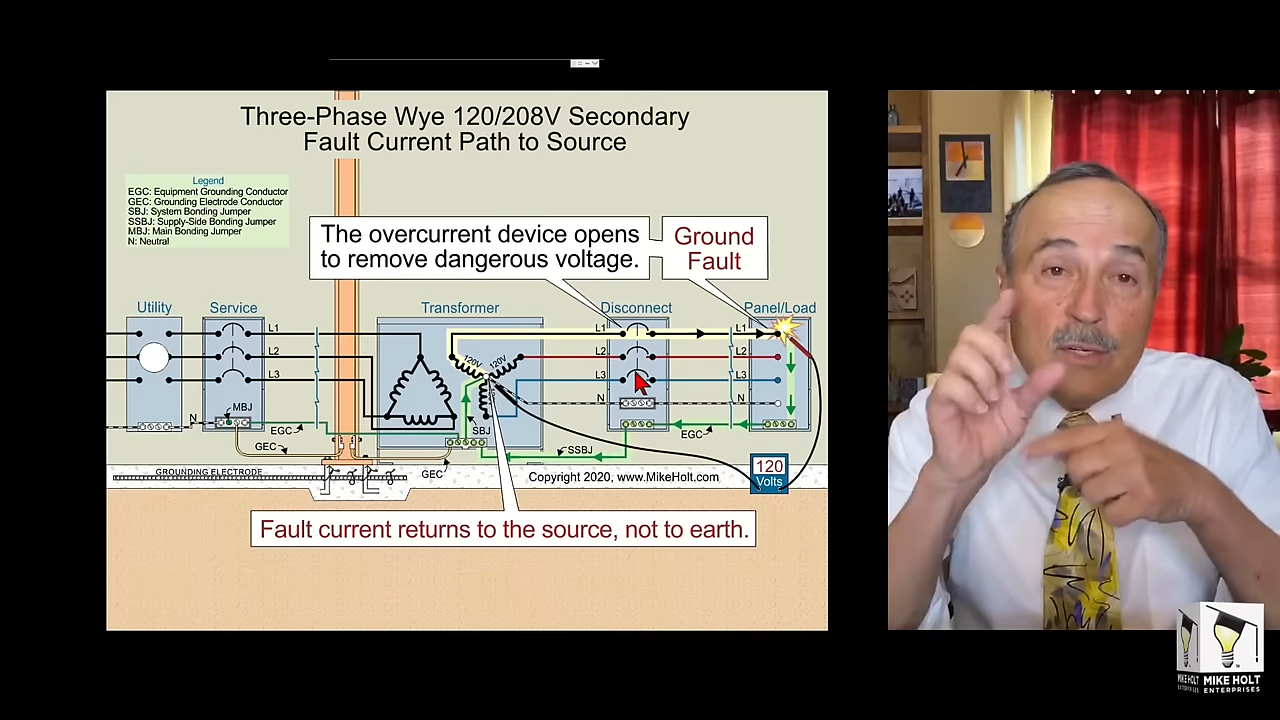 Three-Phase Wye 120/208V Secondary
Fault Current Path to Source
Legend
EGC: Equipment Grounding Conductor
GEC: Grounding Electrode Conductor
SBJ: System Bonding Jumper
SSBJ: Supply-Side Bonding Jumper
MBJ: Main Bonding Jumper
N: Neutral
The overcurrent device opens
to remove dangerous voltage.
Ground
Fault
Utility
Service
Transformer
Disconnect
Panel/Load
L1
L1
L1
L2
L2
L2
L3
L3
L3
120V
120V
N
N
N
MBJ
EGC
GEC
SBJ
SSBJ
EGC
GEC
GROUNDING ELECTRODE
Copyright 2020, www.MikeHolt.com
120
Volts
Fault current returns to the source, not to earth.
MIKE HOLT
ENTERPRISES
MIKE HOLT
ENTERPRISES